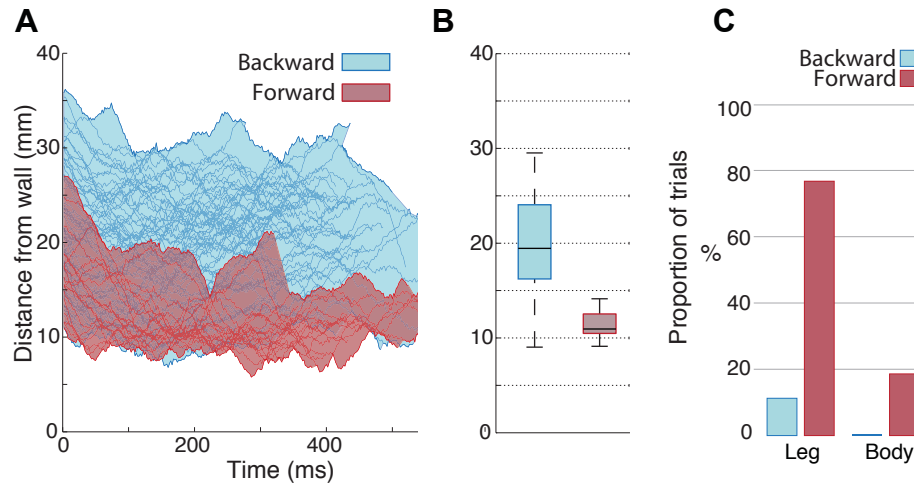 A
B
C
Backward
Forward
Distance from wall (mm)
40
30
20
10
0
0
200
400
Time (ms)
40
30
20
10
0
Backward
Forward
Proportion of trials
%
100
80
60
40
20
0
Leg
Body